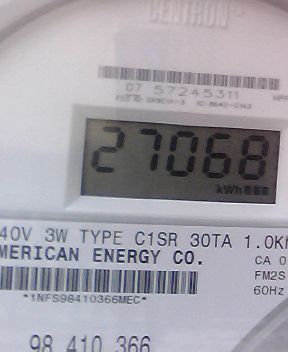 CENTRON
07 57245311
27068
kWh
40V 3W TYPE C1SR 30TA 1.0K
MERICAN ENERGY CO.
CA 0
FM2S
60Hz
*1NFS98410366MEC*
98 410 366